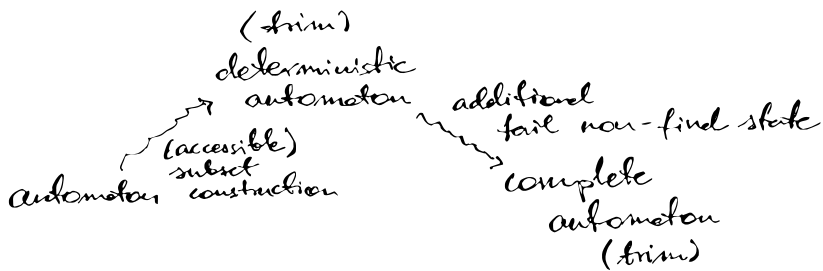 (trim)
deterministic
automaton
additional
fail non-final state
(accessible)
subset
automaton construction
complete
automaton
(trim)